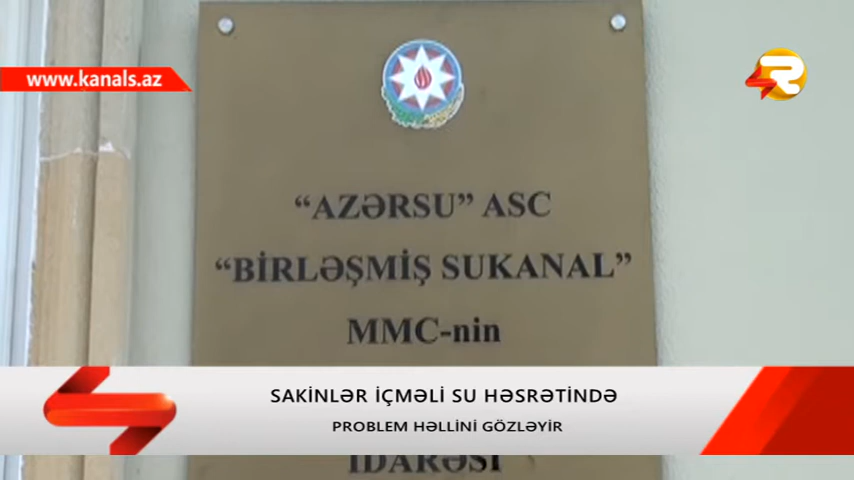 www.kanals.az
"AZƏRSU" ASC
"BİRLƏŞMİŞ SUKANAL"
MMC-nin
SAKİNLƏR İÇMƏLİ SU HƏSRƏTİNDƏ
PROBLEM HƏLLİNİ GÖZLƏYİR
İDARƏSİ